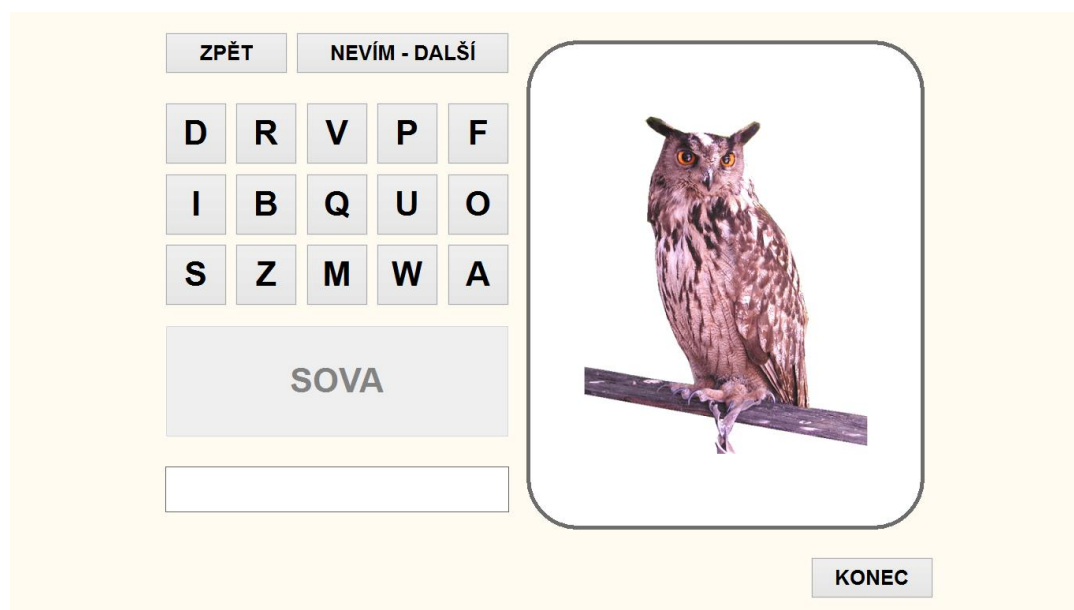 ZPĚT NEVÍM - DALŠÍ
D R V P F
I B Q U O
S Z M W A
SOVA
KONEC